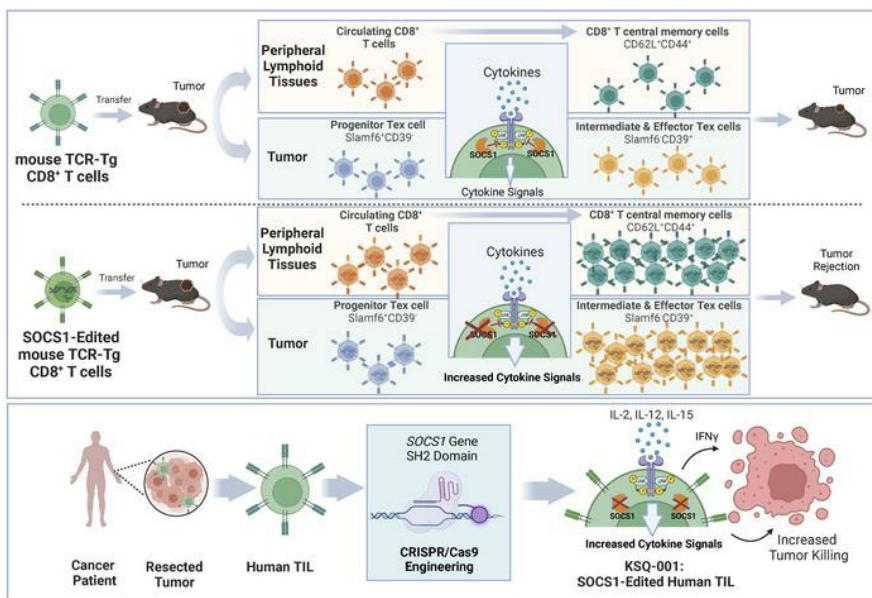 Peripheral
Lymphoid
Tissues
Circulating CD8⁺
T cells
CD8⁺ T central memory cells
CD62L⁺CD44⁺
Cytokines
SOCS1
SOCS1
Cytokine Signals
Tumor
Transfer
mouse TCR-Tg
CD8⁺ T cells
Tumor
Progenitor Tex cell
Slamf6⁺CD39⁻
Intermediate & Effector Tex cells
Slamf6⁻CD39⁺
Tumor
Peripheral
Lymphoid
Tissues
Circulating CD8⁺
T cells
CD8⁺ T central memory cells
CD62L⁺CD44⁺
Cytokines
SOCS1
SOCS1
Increased Cytokine Signals
Tumor
Transfer
SOCS1-Edited
mouse TCR-Tg
CD8⁺ T cells
Tumor
Progenitor Tex cell
Slamf6⁺CD39⁻
Intermediate & Effector Tex cells
Slamf6⁻CD39⁺
Tumor
Rejection
Cancer
Patient
Resected
Tumor
Human TIL
SOCS1 Gene
SH2 Domain
CRISPR/Cas9
Engineering
IL-2, IL-12, IL-15
SOCS1
SOCS1
Increased Cytokine Signals
KSQ-001:
SOCS1-Edited Human TIL
IFNγ
Increased
Tumor Killing